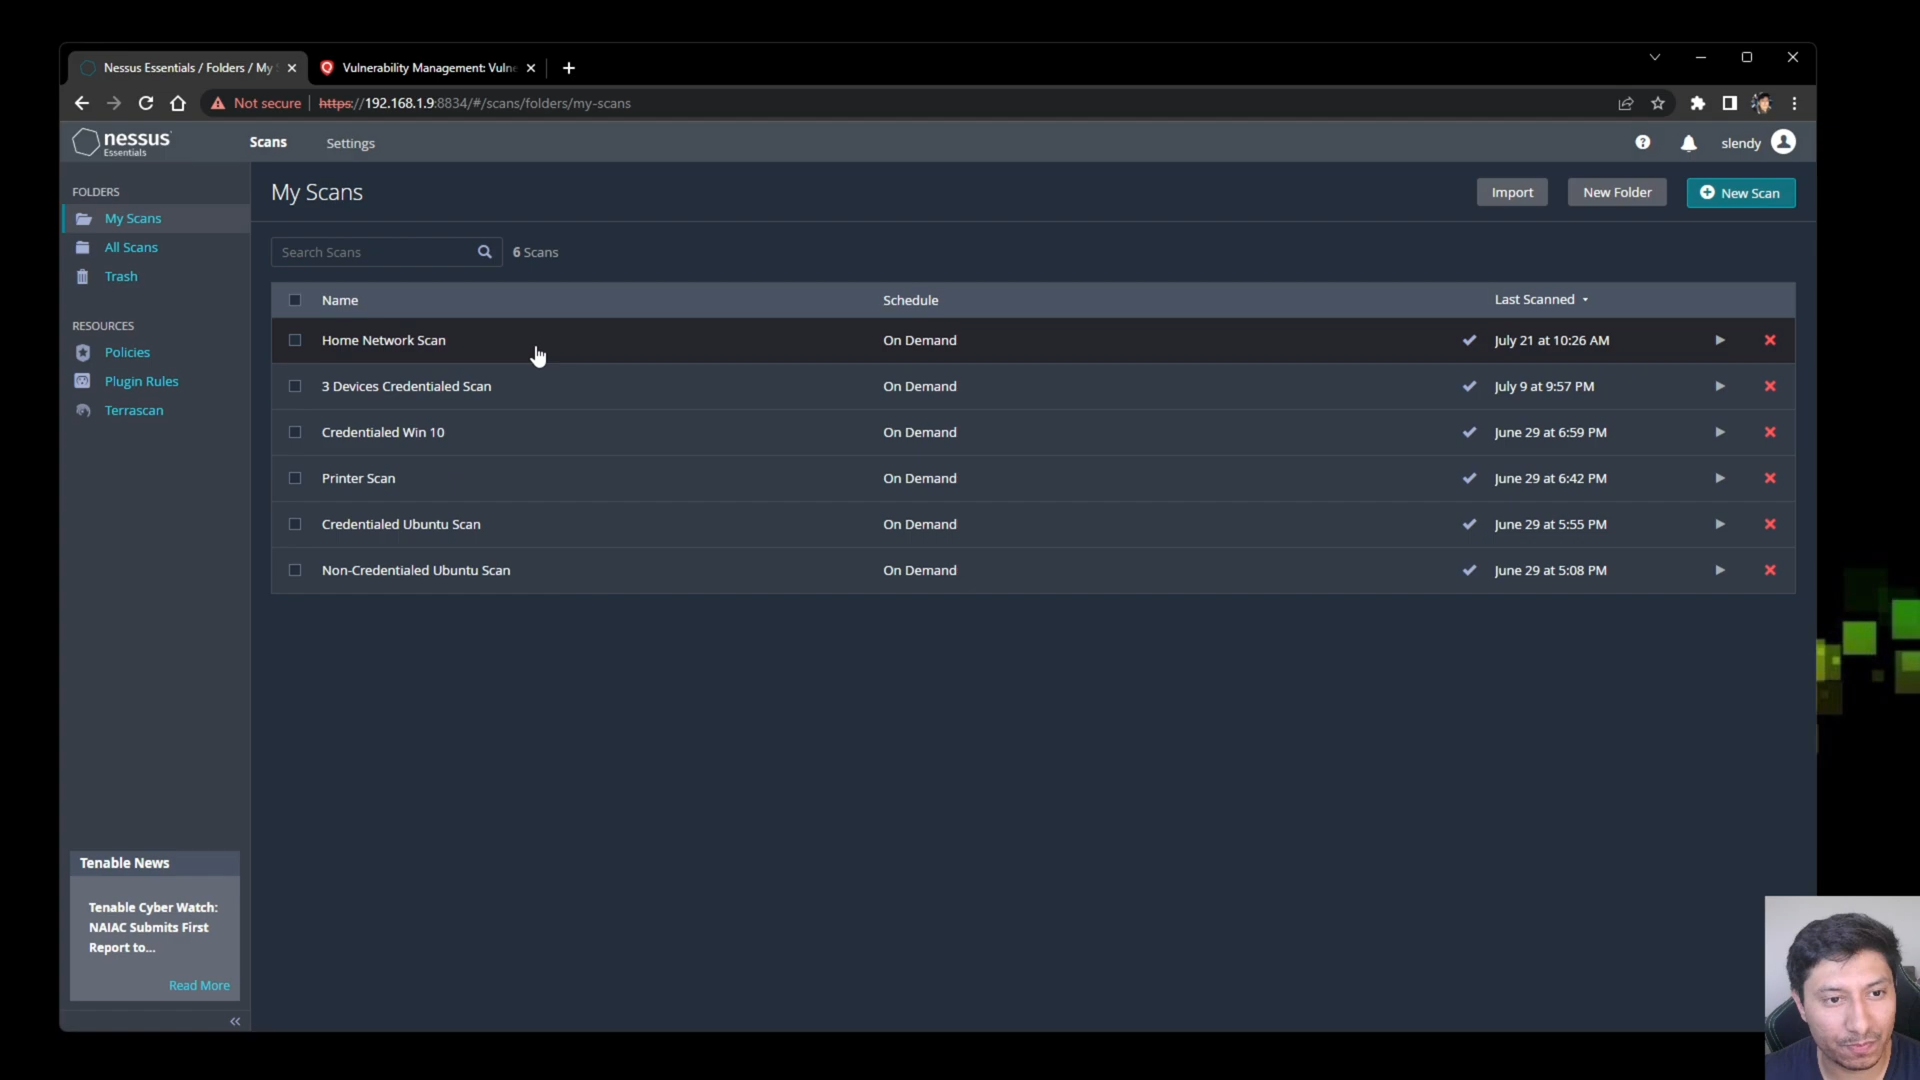 Nessus Essentials / Folders / My
Vulnerability Management: Vuln
Not secure
https://192.168.1.9:8834/#/scans/folders/my-scans
nessus
Essentials
Scans
Settings
slendy
FOLDERS
My Scans
All Scans
Trash
RESOURCES
Policies
Plugin Rules
Terrascan
My Scans
Import
New Folder
New Scan
Search Scans
6 Scans
Name Schedule Last Scanned
Home Network Scan On Demand July 21 at 10:26 AM
3 Devices Credentialed Scan On Demand July 9 at 9:57 PM
Credentialed Win 10 On Demand June 29 at 6:59 PM
Printer Scan On Demand June 29 at 6:42 PM
Credentialed Ubuntu Scan On Demand June 29 at 5:55 PM
Non-Credentialed Ubuntu Scan On Demand June 29 at 5:08 PM
Tenable News
Tenable Cyber Watch:
NAIAC Submits First
Report to...
Read More